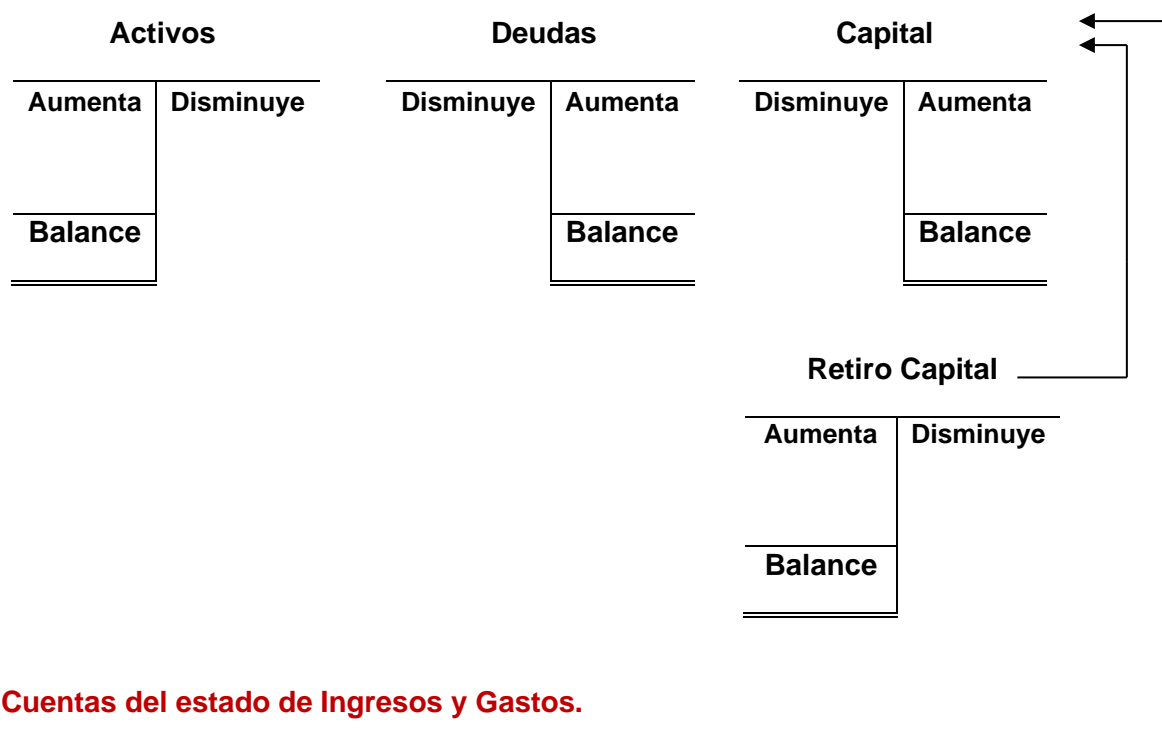 Activos Deudas Capital
Aumenta Disminuye Disminuye Aumenta Disminuye Aumenta
Balance Balance Balance
Retiro Capital
Aumenta Disminuye
Balance
Cuentas del estado de Ingresos y Gastos.